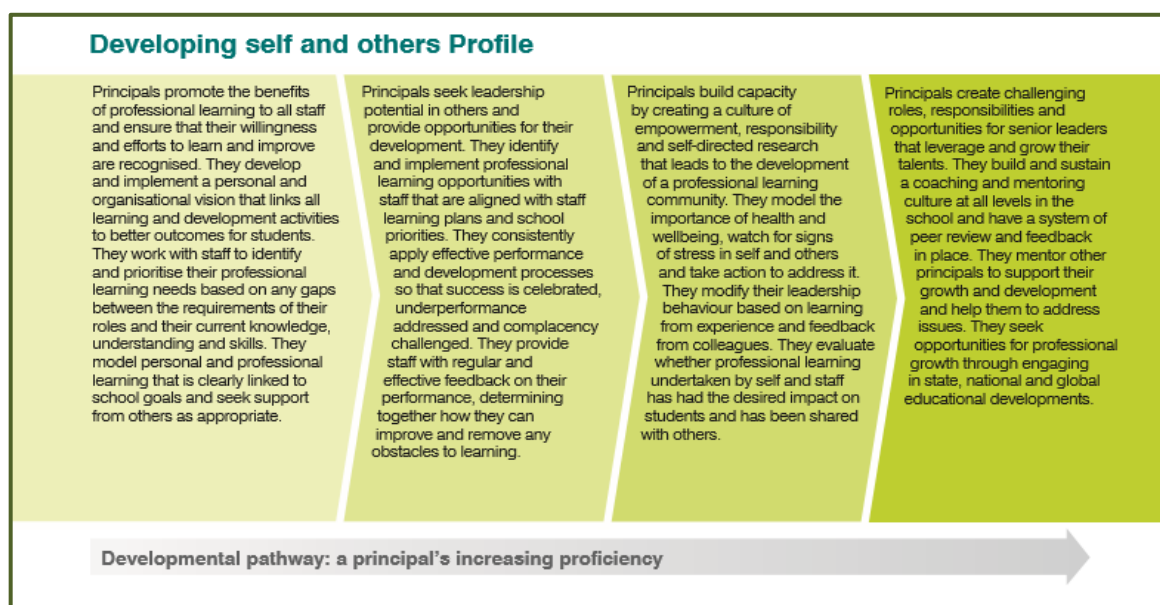 Developing self and others Profile
Principals promote the benefits
of professional learning to all staff
and ensure that their willingness
and efforts to learn and improve
are recognised. They develop
and implement a personal and
organisational vision that links all
learning and development activities
to better outcomes for students.
They work with staff to identify
and prioritise their professional
learning needs based on any gaps
between the requirements of their
roles and their current knowledge,
understanding and skills. They
model personal and professional
learning that is clearly linked to
school goals and seek support
from others as appropriate.
Principals seek leadership
potential in others and
provide opportunities for their
development. They identify
and implement professional
learning opportunities with
staff that are aligned with staff
learning plans and school
priorities. They consistently
apply effective performance
and development processes
so that success is celebrated,
underperformance
addressed and complacency
challenged. They provide
staff with regular and
effective feedback on their
performance, determining
together how they can
improve and remove any
obstacles to learning.
Principals build capacity
by creating a culture of
empowerment, responsibility
and self-directed research
that leads to the development
of a professional learning
community. They model the
importance of health and
wellbeing, watch for signs
of stress in self and others
and take action to address it.
They modify their leadership
behaviour based on learning
from experience and feedback
from colleagues. They evaluate
whether professional learning
undertaken by self and staff
has had the desired impact on
students and has been shared
with others.
Principals create challenging
roles, responsibilities and
opportunities for senior leaders
that leverage and grow their
talents. They build and sustain
a coaching and mentoring
culture at all levels in the
school and have a system of
peer review and feedback
in place. They mentor other
principals to support their
growth and development
and help them to address
issues. They seek
opportunities for professional
growth through engaging
in state, national and global
educational developments.
Developmental pathway: a principal's increasing proficiency